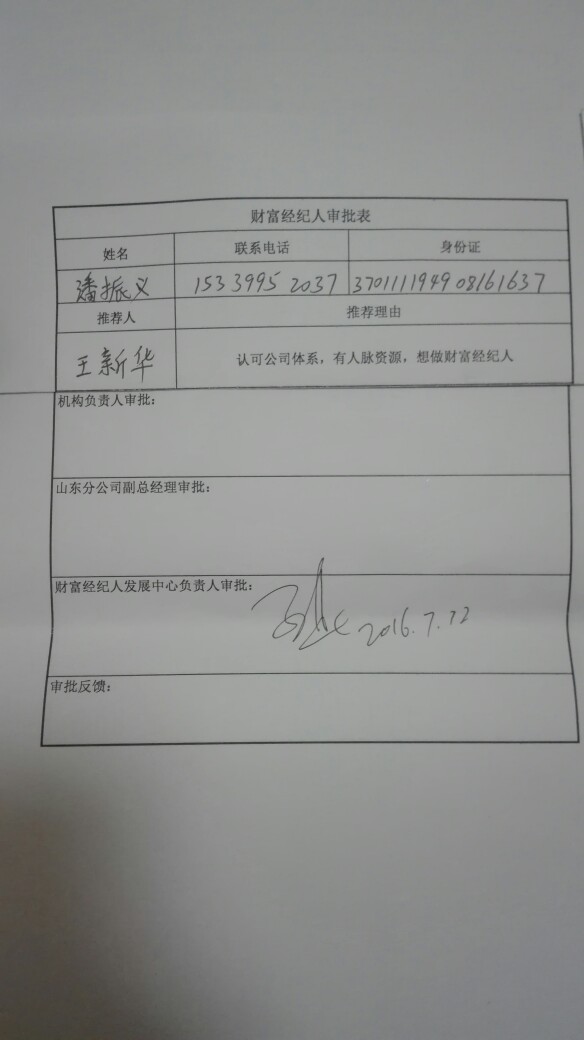 财富经纪人审批表
姓名 联系电话 身份证
潘振义 15339952037 370111194908161637
推荐人 推荐理由
王新华 认可公司体系，有人脉资源，想做财富经纪人
机构负责人审批：
山东分公司副总经理审批：
财富经纪人发展中心负责人审批：
2016.7.22
审批反馈：